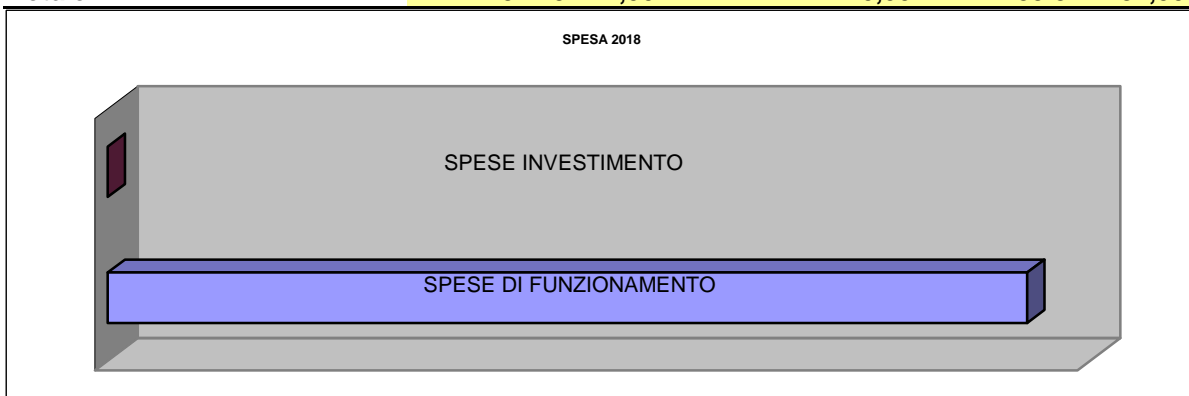 SPESA 2018
SPESE INVESTIMENTO
SPESE DI FUNZIONAMENTO